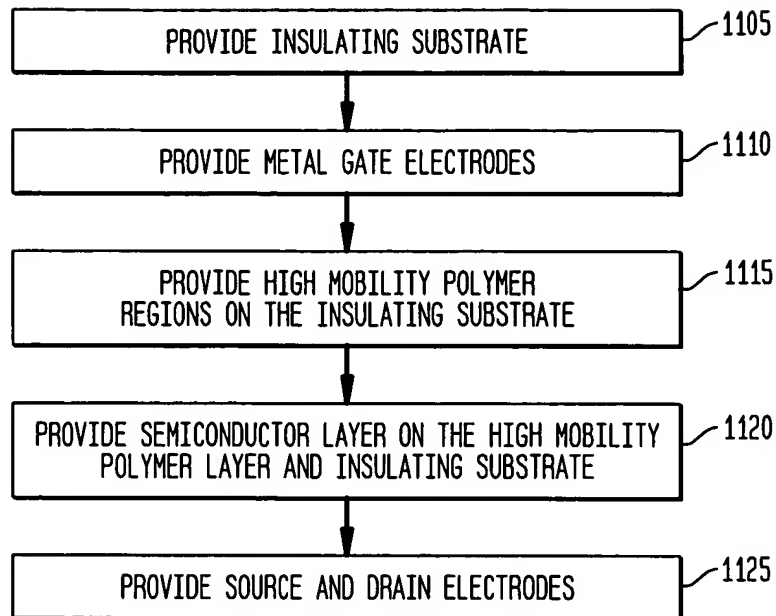 PROVIDE INSULATING SUBSTRATE
1105
PROVIDE METAL GATE ELECTRODES
1110
PROVIDE HIGH MOBILITY POLYMER
REGIONS ON THE INSULATING SUBSTRATE
1115
PROVIDE SEMICONDUCTOR LAYER ON THE HIGH MOBILITY
POLYMER LAYER AND INSULATING SUBSTRATE
1120
PROVIDE SOURCE AND DRAIN ELECTRODES
1125